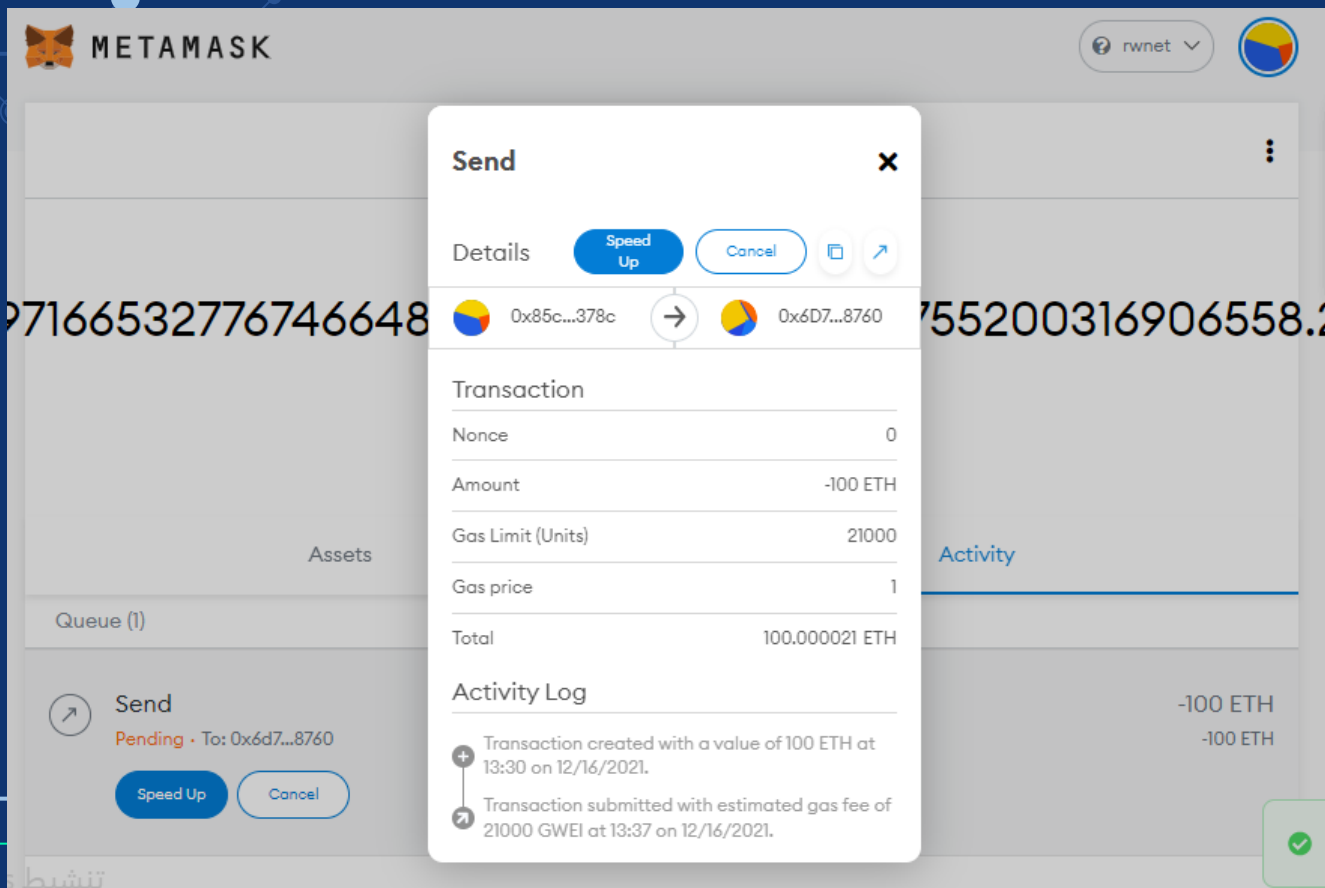 METAMASK
rwnet
Send
Details
Speed
Up
Cancel
97166532776746648
0x85c...378c
0x6D7...8760
755200316906558.2
Transaction
Nonce 0
Amount -100 ETH
Gas Limit (Units) 21000
Gas price 1
Total 100.000021 ETH
Assets
Activity
Queue (1)
Send
Pending · To: 0x6d7...8760
Speed Up
Cancel
-100 ETH
-100 ETH
Activity Log
Transaction created with a value of 100 ETH at
13:30 on 12/16/2021.
Transaction submitted with estimated gas fee of
21000 GWEI at 13:37 on 12/16/2021.
تنشيط